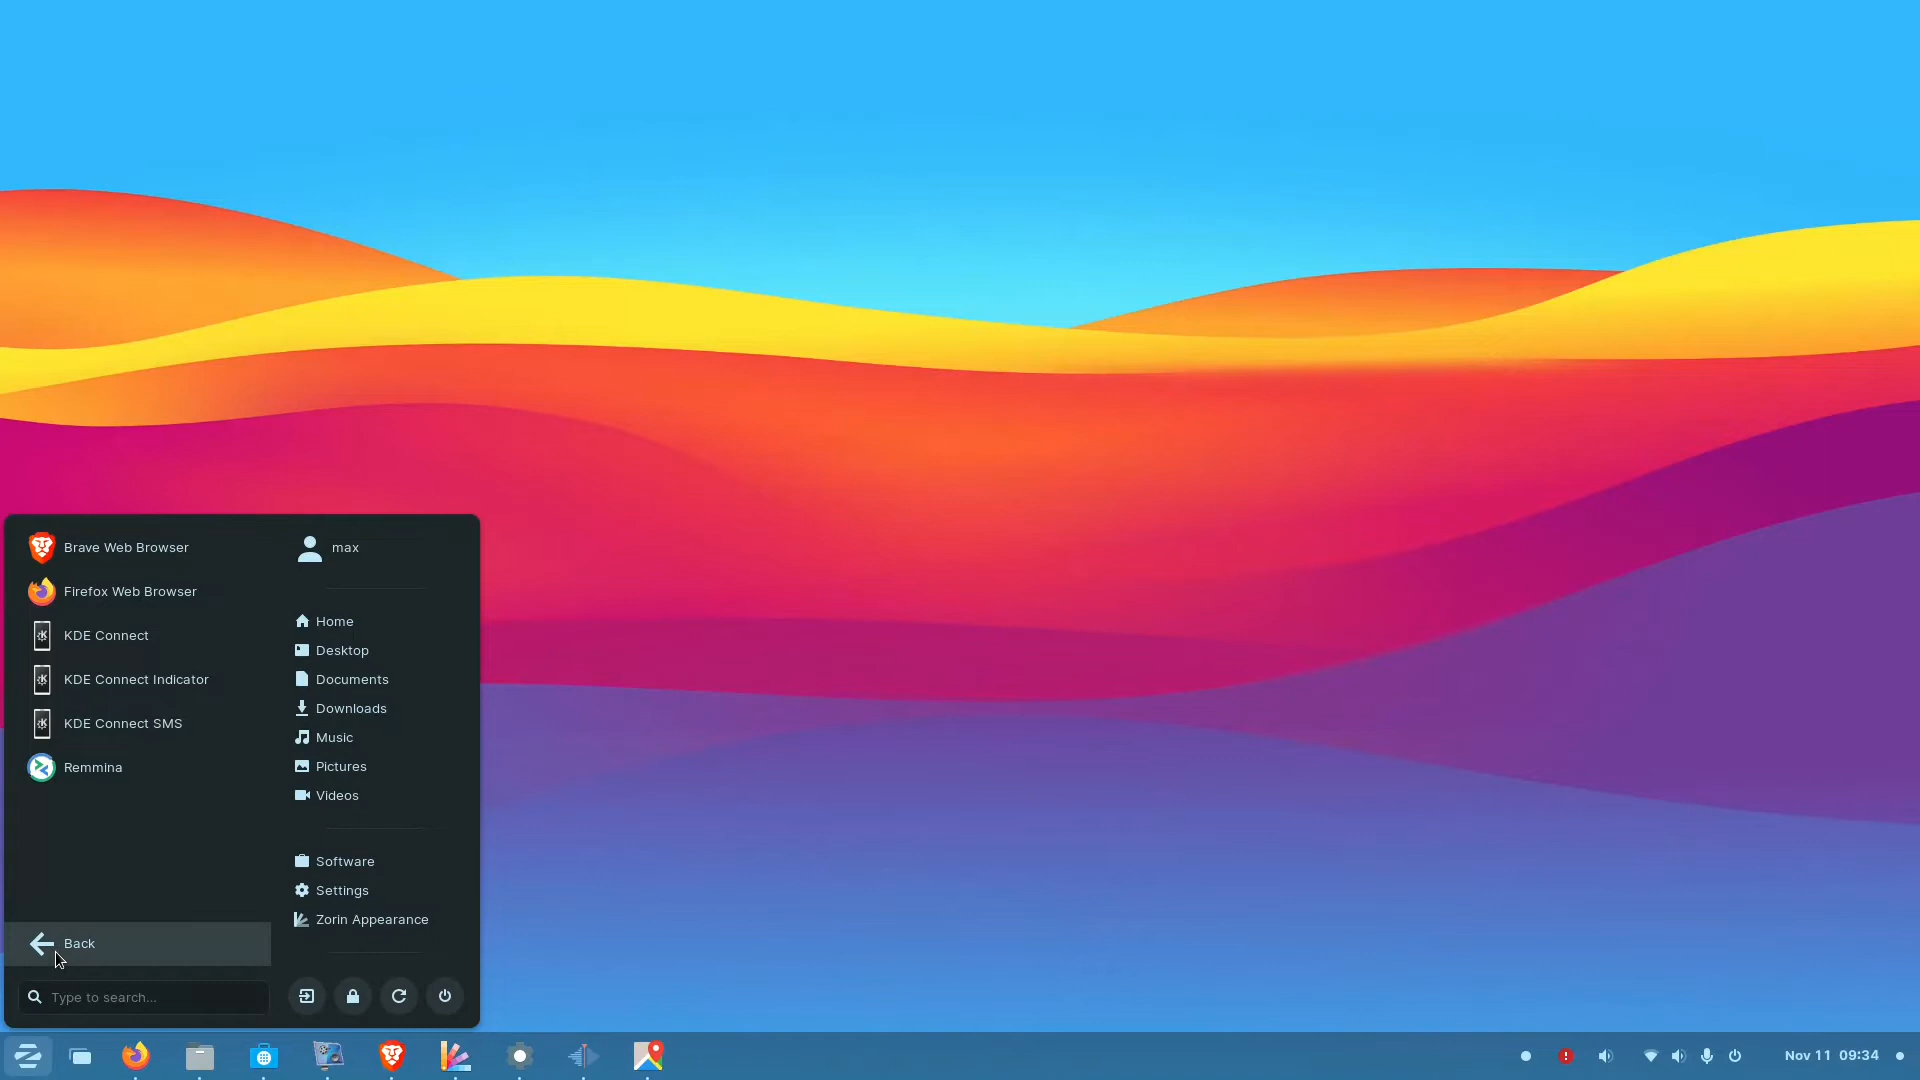 Brave Web Browser
Firefox Web Browser
KDE Connect
KDE Connect Indicator
KDE Connect SMS
Remmina
Back
Type to search...
max
Home
Desktop
Documents
Downloads
Music
Pictures
Videos
Software
Settings
Zorin Appearance
Nov 11 09:34